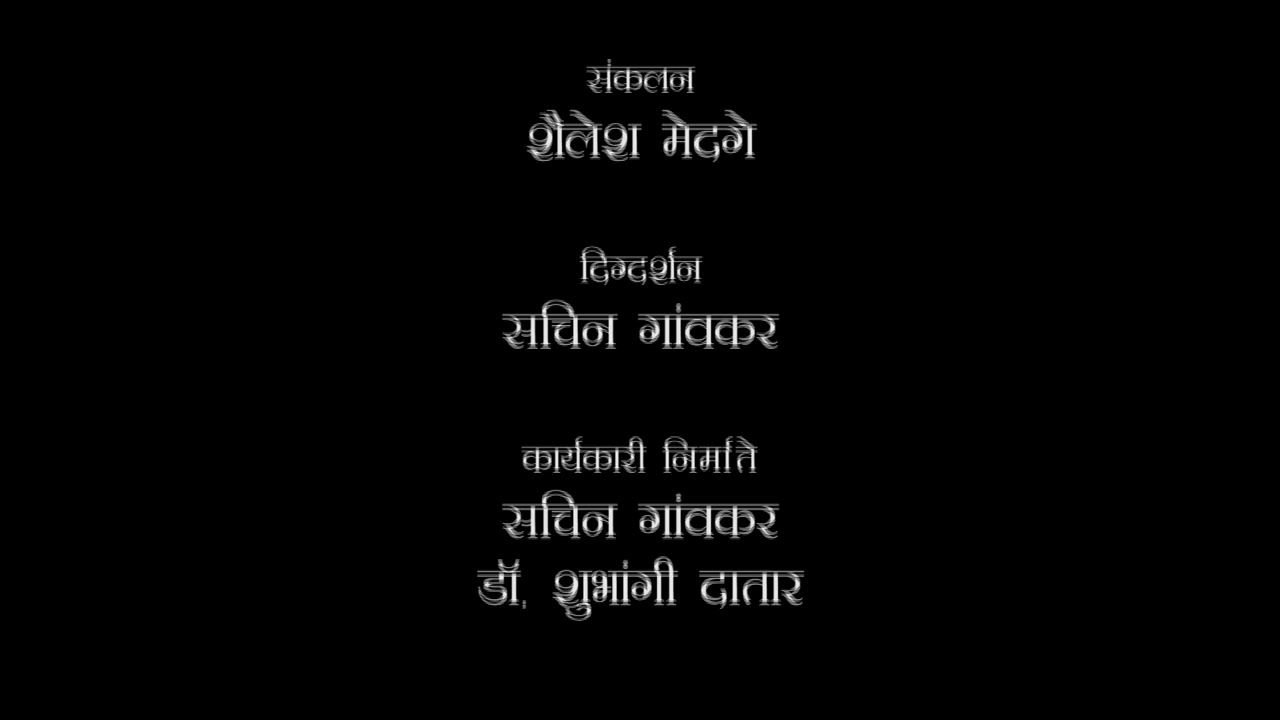 संकलन
शैलेश मेदगे
दिग्दर्शन
सचिन गांवकर
कार्यकारी निर्माते
सचिन गांवकर
डॉ. शुभांगी दातार